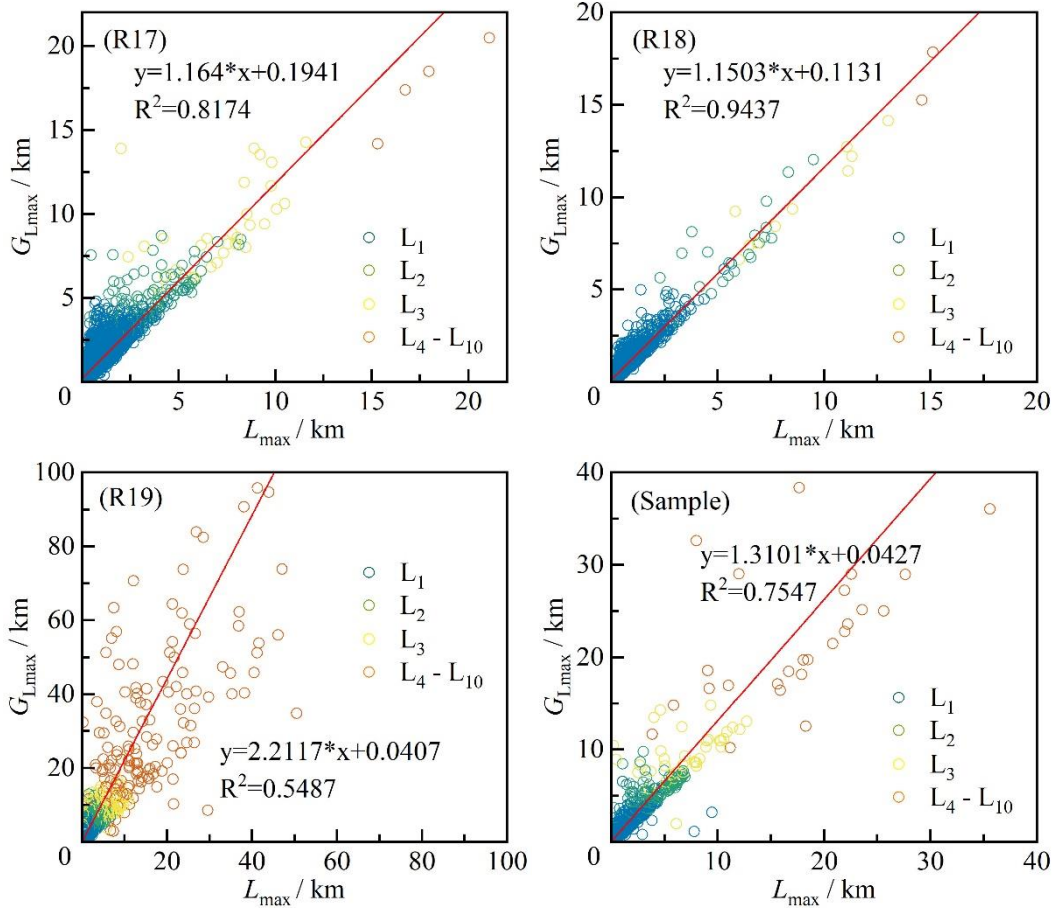 (R17)
y=1.164*x+0.1941
R²=0.8174
G_Lmax / km
20
15
10
5
0
L₁
L₂
L₃
L₄ - L₁₀
5
10
15
20
L_max / km
(R18)
y=1.1503*x+0.1131
R²=0.9437
G_Lmax / km
20
15
10
5
0
L₁
L₂
L₃
L₄ - L₁₀
5
10
15
20
L_max / km
(R19)
G_Lmax / km
100
80
60
40
20
0
L₁
L₂
L₃
L₄ - L₁₀
y=2.2117*x+0.0407
R²=0.5487
20
40
60
80
100
L_max / km
(Sample)
y=1.3101*x+0.0427
R²=0.7547
G_Lmax / km
40
30
20
10
0
L₁
L₂
L₃
L₄ - L₁₀
10
20
30
40
L_max / km